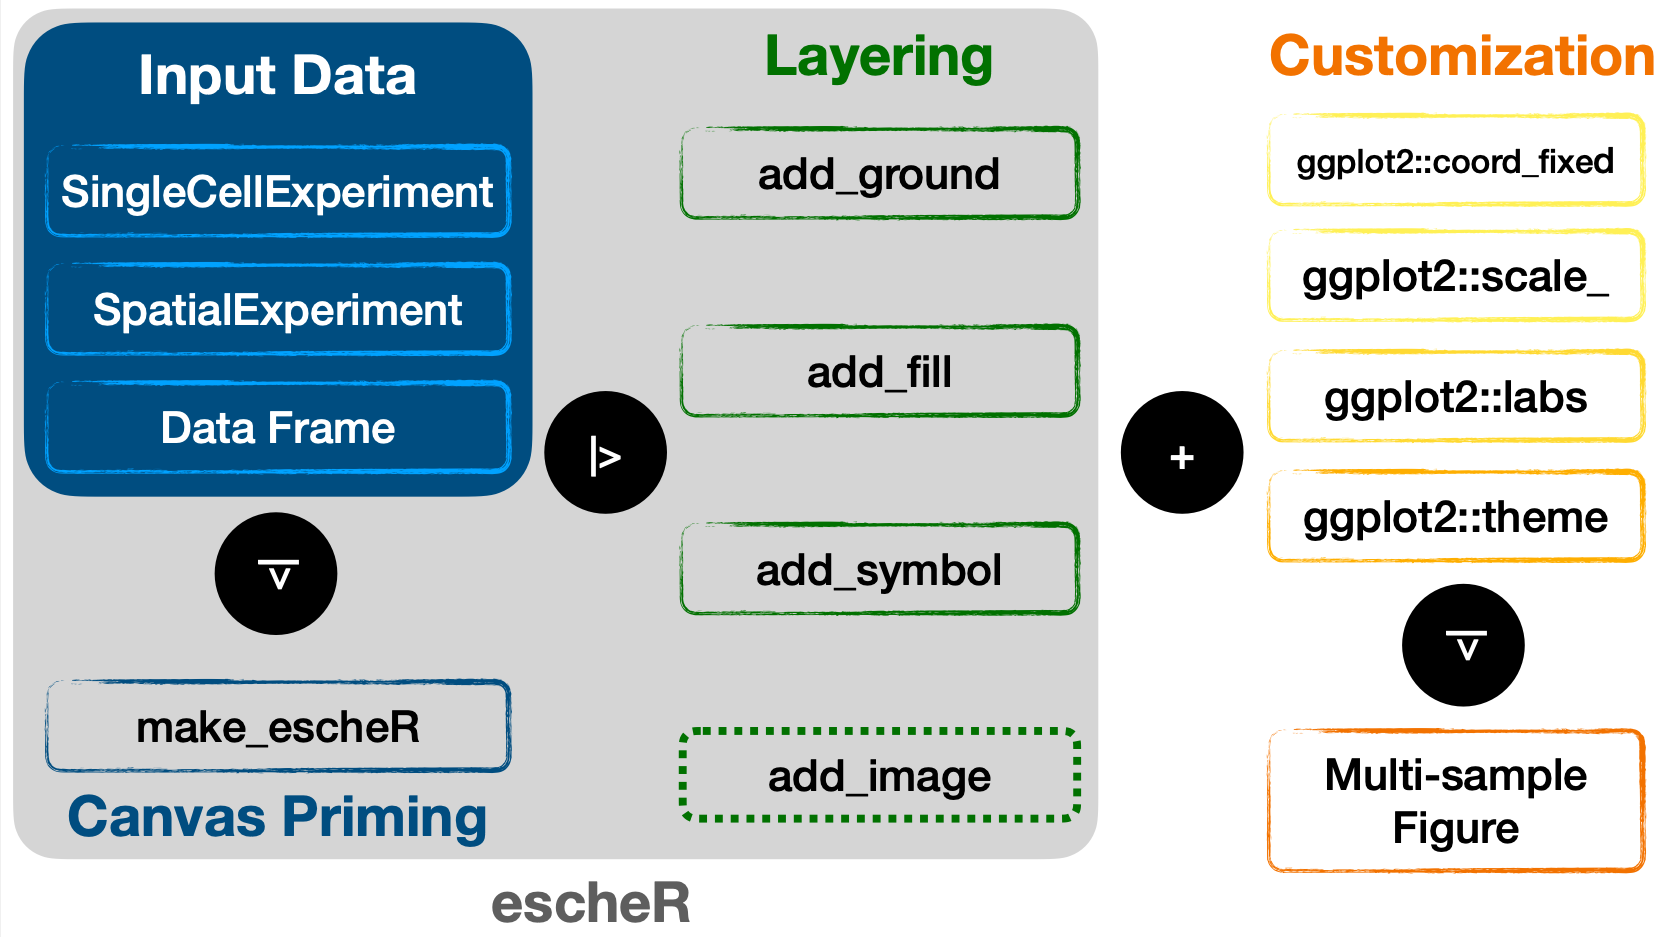 Input Data
SingleCellExperiment
SpatialExperiment
Data Frame
|>
make_escheR
Canvas Priming
|>
Layering
add_ground
add_fill
add_symbol
add_image
escheR
+
Customization
ggplot2::coord_fixed
ggplot2::scale_
ggplot2::labs
ggplot2::theme
|>
Multi-sample
Figure